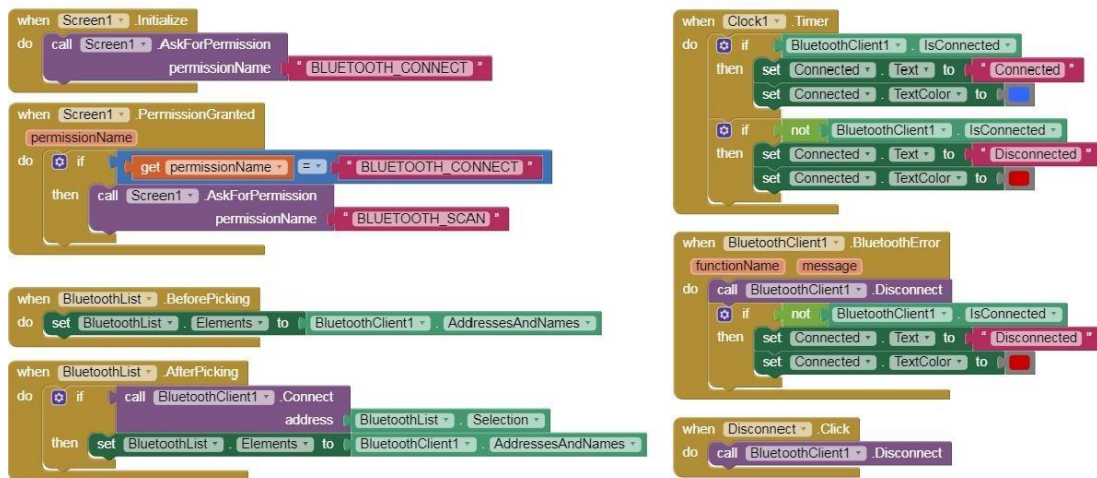 when Screen1 .Initialize
do call Screen1 .AskForPermission
permissionName " BLUETOOTH_CONNECT "
when Screen1 .PermissionGranted
permissionName
do if get permissionName = " BLUETOOTH_CONNECT "
then call Screen1 .AskForPermission
permissionName " BLUETOOTH_SCAN "
when BluetoothList .BeforePicking
do set BluetoothList . Elements to BluetoothClient1 . AddressesAndNames
when BluetoothList .AfterPicking
do if call BluetoothClient1 .Connect
address BluetoothList . Selection
then set BluetoothList . Elements to BluetoothClient1 . AddressesAndNames
when Clock1 .Timer
do if BluetoothClient1 . IsConnected
then set Connected . Text to " Connected "
set Connected . TextColor to
if not BluetoothClient1 . IsConnected
then set Connected . Text to " Disconnected "
set Connected . TextColor to
when BluetoothClient1 .BluetoothError
functionName message
do call BluetoothClient1 .Disconnect
if not BluetoothClient1 . IsConnected
then set Connected . Text to " Disconnected "
set Connected . TextColor to
when Disconnect .Click
do call BluetoothClient1 .Disconnect